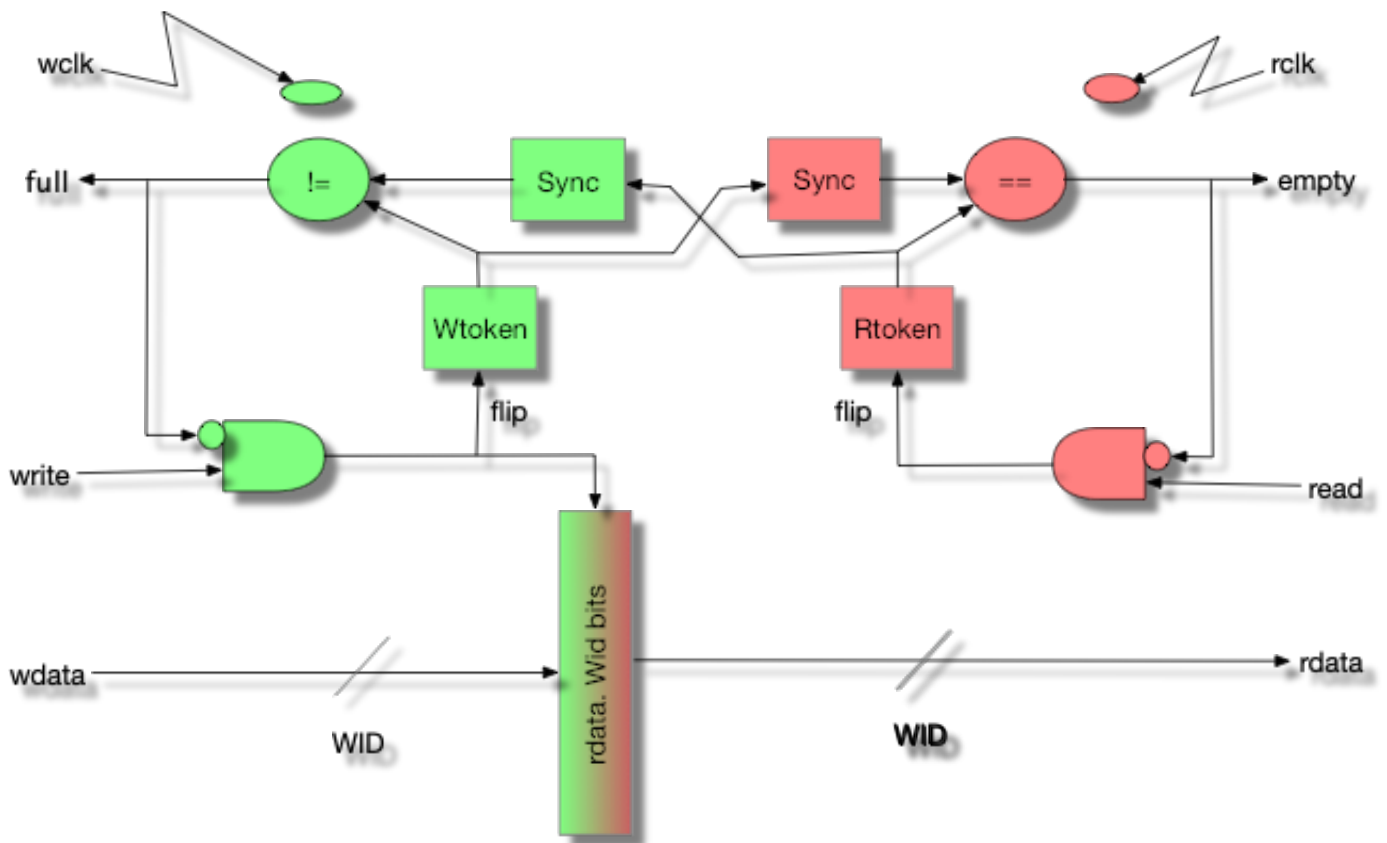 wclk
rclk
full
!=
Sync
Sync
==
empty
Wtoken
Rtoken
flip
flip
write
read
rdata. Wid bits
wdata
rdata
WID
WID